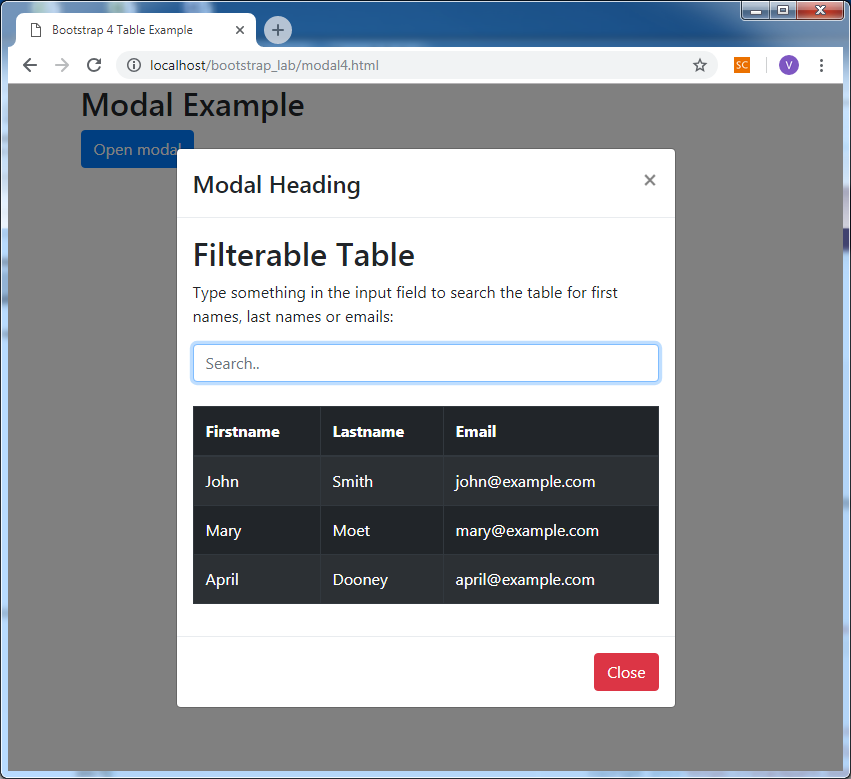 Bootstrap 4 Table Example
localhost/bootstrap_lab/modal4.html
SC
V
Modal Example
Open modal
Modal Heading
Filterable Table
Type something in the input field to search the table for first
names, last names or emails:
Search..
Firstname Lastname Email
John Smith john@example.com
Mary Moet mary@example.com
April Dooney april@example.com
Close